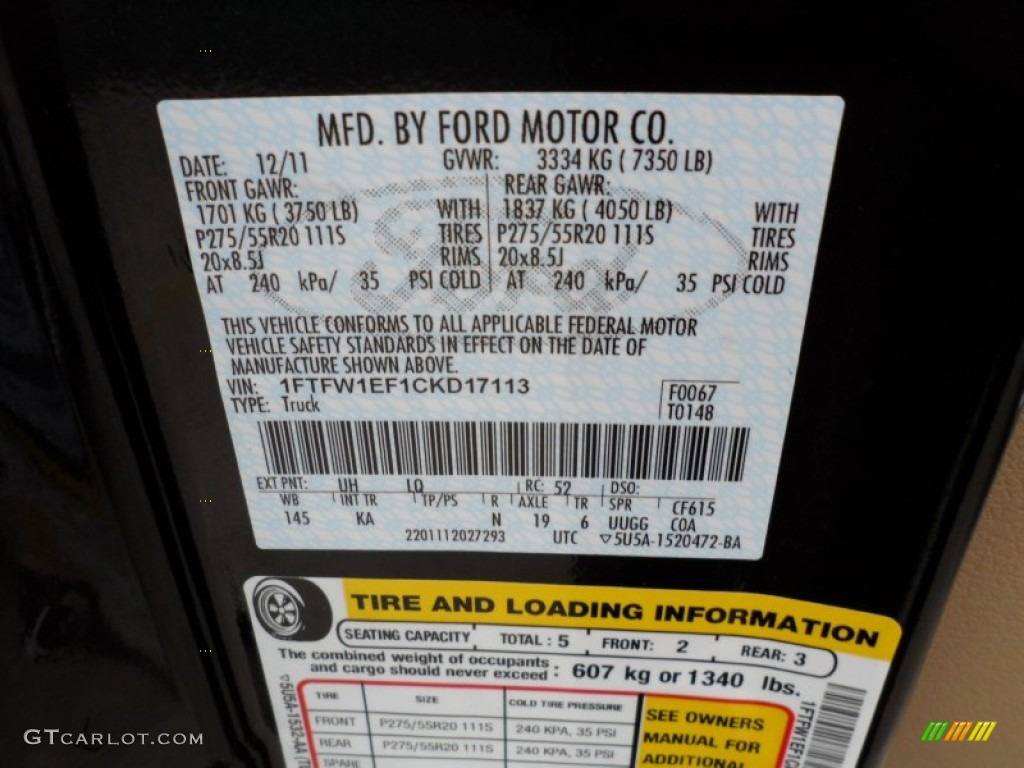 MFD. BY FORD MOTOR CO.
DATE: 12/11 GVWR: 3334 KG ( 7350 LB)
FRONT GAWR: REAR GAWR:
1701 KG ( 3750 LB) WITH 1837 KG ( 4050 LB) WITH
P275/55R20 111S TIRES P275/55R20 111S TIRES
20x8.5J RIMS 20x8.5J RIMS
AT 240 kPa/ 35 PSI COLD AT 240 kPa/ 35 PSI COLD
THIS VEHICLE CONFORMS TO ALL APPLICABLE FEDERAL MOTOR
VEHICLE SAFETY STANDARDS IN EFFECT ON THE DATE OF
MANUFACTURE SHOWN ABOVE.
VIN: 1FTFW1EF1CKD17113
TYPE: Truck
F0067
T0148
EXT PNT: UH LQ RC: 52 DSO:
WB INT TR TP/PS R AXLE TR SPR CF615
145 KA N 19 6 UUGG COA
2201112027293 UTC ▽5U5A-1520472-BA
TIRE AND LOADING INFORMATION
SEATING CAPACITY TOTAL : 5 FRONT: 2 REAR: 3
The combined weight of occupants
and cargo should never exceed : 607 kg or 1340 lbs.
TIRE SIZE COLD TIRE PRESSURE
FRONT P275/55R20 111S 240 KPA, 35 PSI
REAR P275/55R20 111S 240 KPA, 35 PSI
SPARE
SEE OWNERS
MANUAL FOR
ADDITIONAL
▽5U5A-1532-AA
1FTFW1EF1C
GTCarLot.com